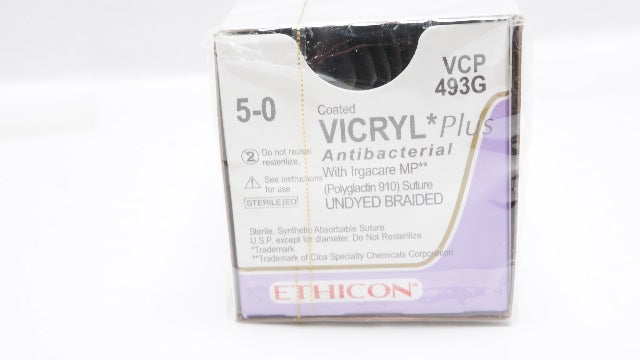 VCP
493G
5-0
Coated
VICRYL* Plus
Antibacterial
With Irgacare MP**
(Polyglactin 910) Suture
UNDYED BRAIDED
2 Do not reuse/
resterilize.
See instructions
for use
STERILE EO
Sterile, Synthetic Absorbable Suture.
U.S.P. except for diameter. Do Not Resterilize.
*Trademark
**Trademark of Ciba Specialty Chemicals Corporation
ETHICON